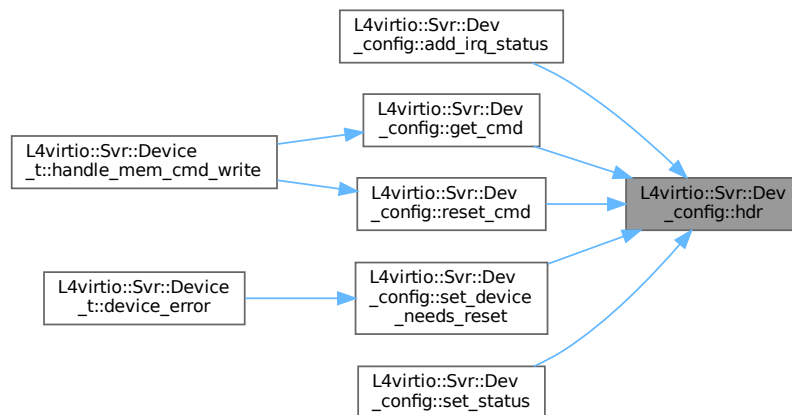 L4virtio::Svr::Dev
_config::add_irq_status
L4virtio::Svr::Dev
_config::get_cmd
L4virtio::Svr::Device
_t::handle_mem_cmd_write
L4virtio::Svr::Dev
_config::reset_cmd
L4virtio::Svr::Dev
_config::hdr
L4virtio::Svr::Dev
_config::set_device
_needs_reset
L4virtio::Svr::Device
_t::device_error
L4virtio::Svr::Dev
_config::set_status